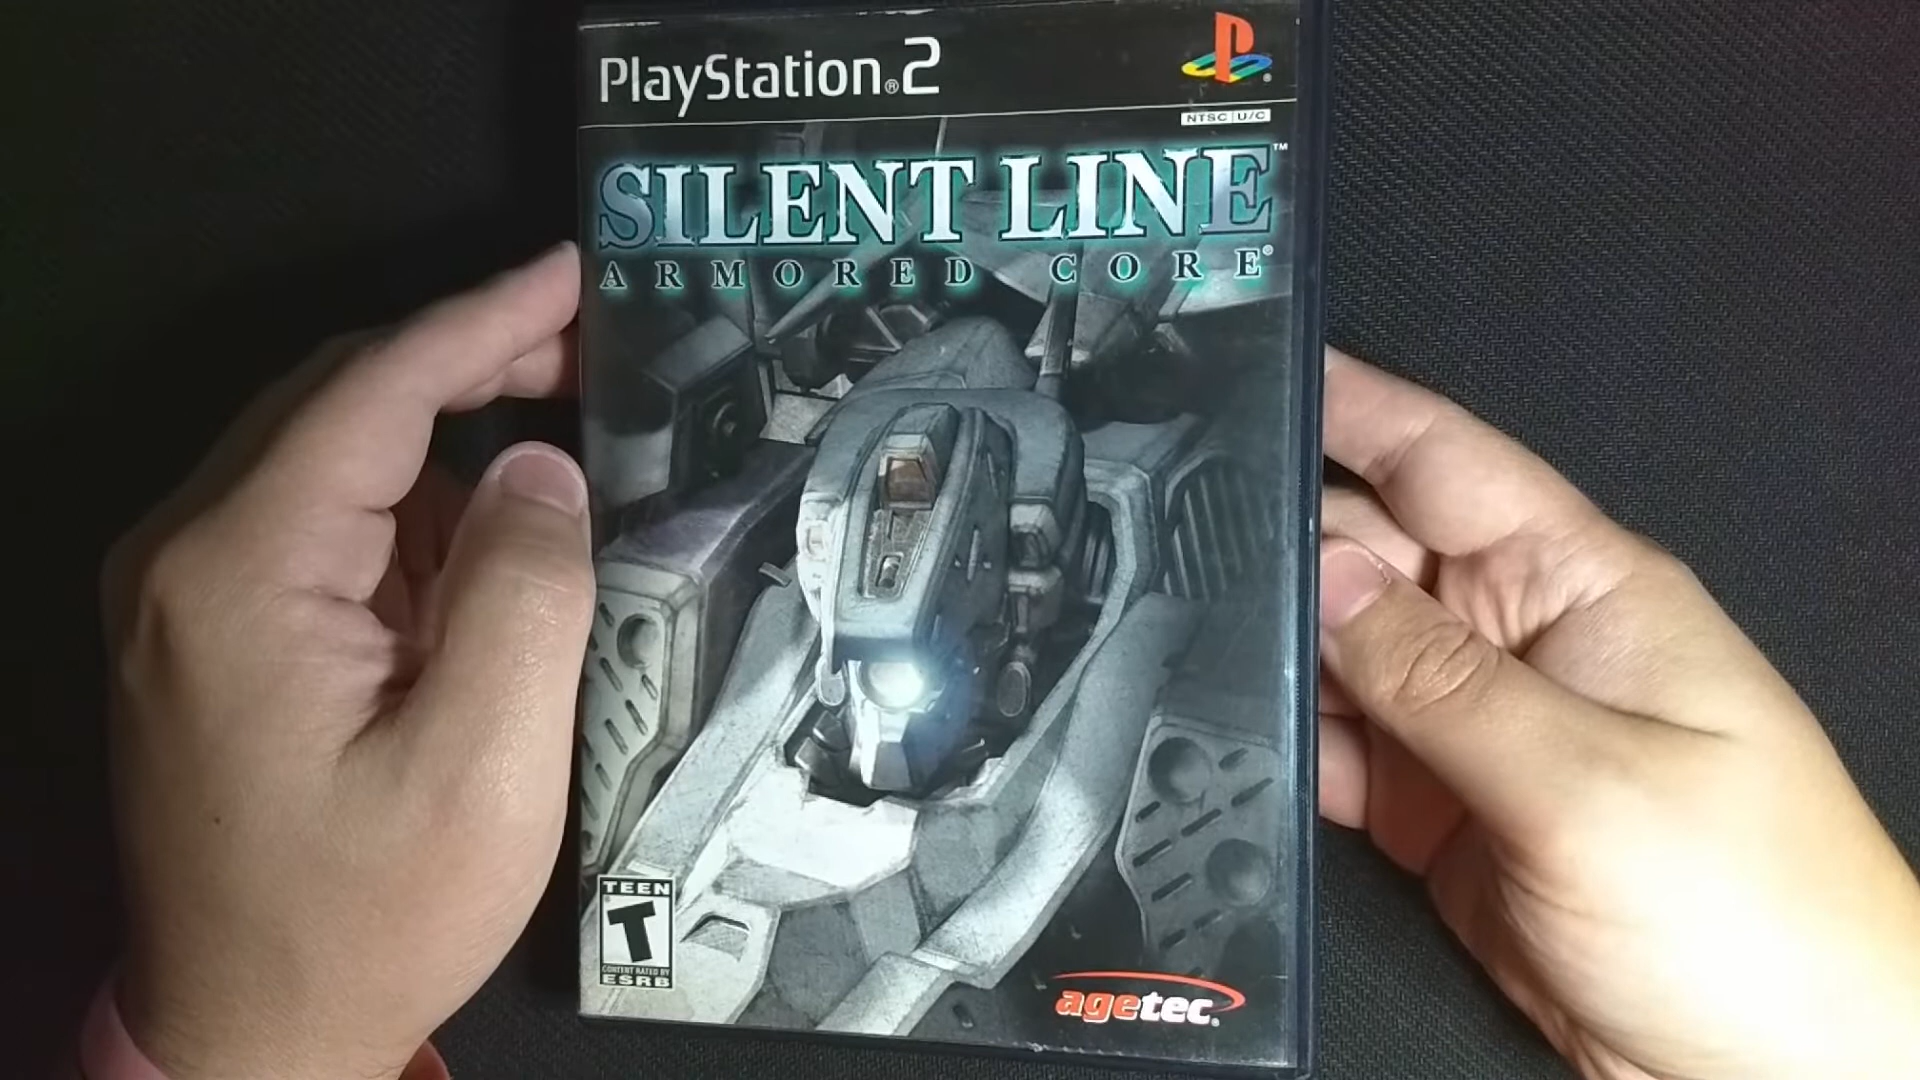 PlayStation®2
NTSC U/C
SILENT LINE™
ARMORED CORE®
TEEN
T
CONTENT RATED BY
ESRB
agetec®